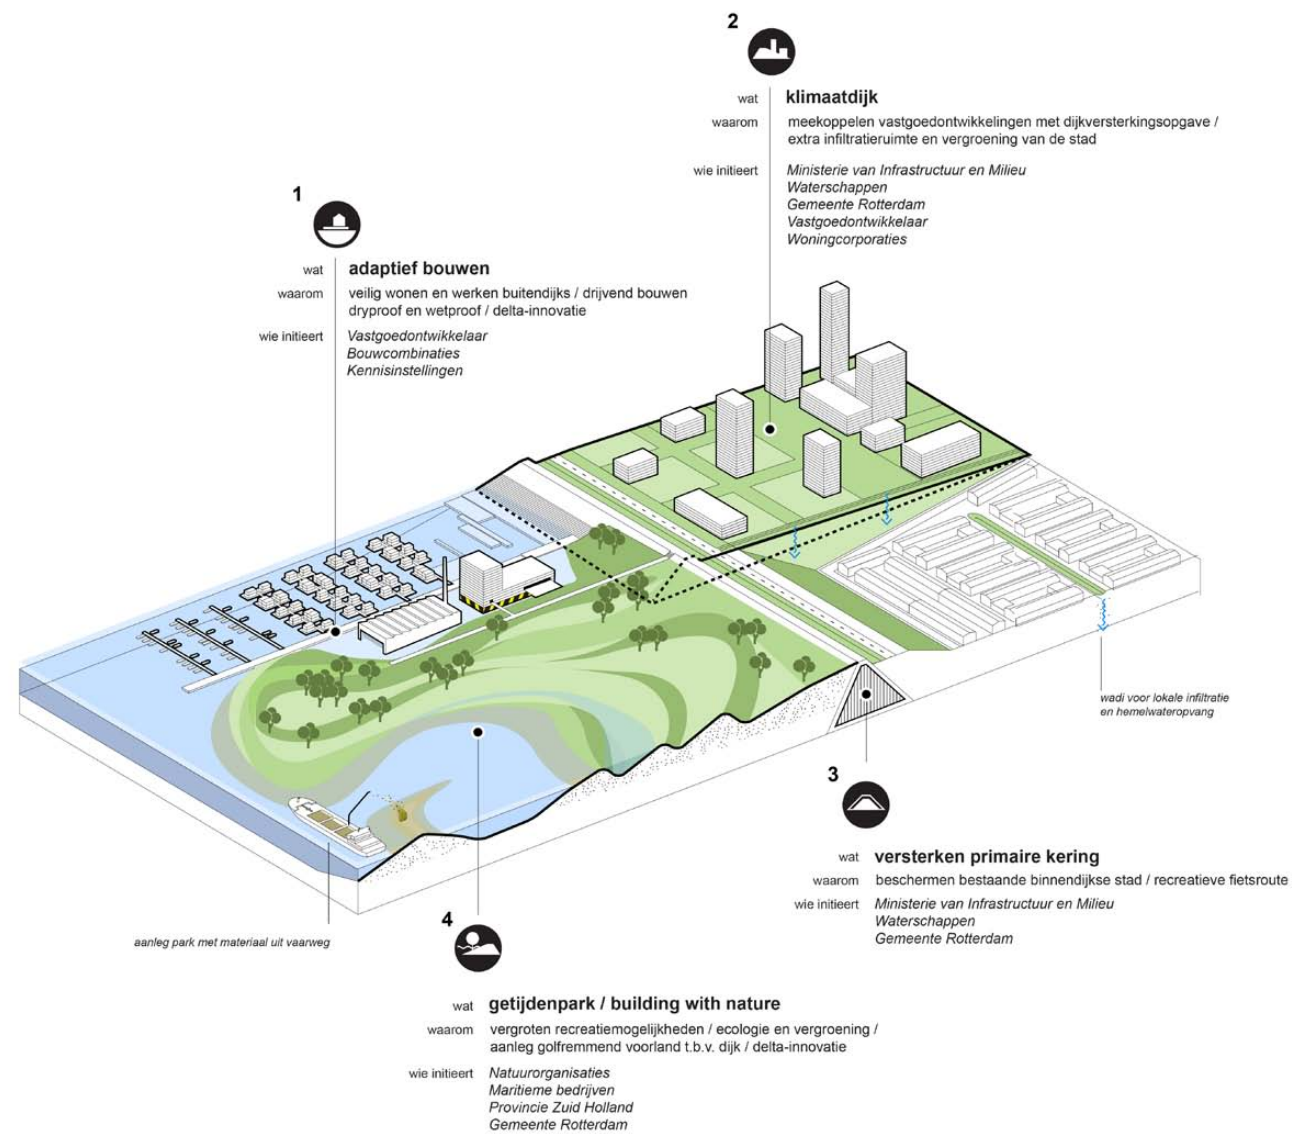 2
wat klimaatdijk
waarom meekoppelen vastgoedontwikkelingen met dijkversterkingsopgave /
extra infiltratieruimte en vergroening van de stad
wie initieert Ministerie van Infrastructuur en Milieu
Waterschappen
Gemeente Rotterdam
Vastgoedontwikkelaar
Woningcorporaties
1
wat adaptief bouwen
waarom veilig wonen en werken buitendijks / drijvend bouwen
dryproof en wetproof / delta-innovatie
wie initieert Vastgoedontwikkelaar
Bouwcombinaties
Kennisinstellingen
wadi voor lokale infiltratie
en hemelwateropvang
3
wat versterken primaire kering
waarom beschermen bestaande binnendijkse stad / recreatieve fietsroute
wie initieert Ministerie van Infrastructuur en Milieu
Waterschappen
Gemeente Rotterdam
aanleg park met materiaal uit vaarweg
4
wat getijdenpark / building with nature
waarom vergroten recreatiemogelijkheden / ecologie en vergroening /
aanleg golfremmend voorland t.b.v. dijk / delta-innovatie
wie initieert Natuurorganisaties
Maritieme bedrijven
Provincie Zuid Holland
Gemeente Rotterdam